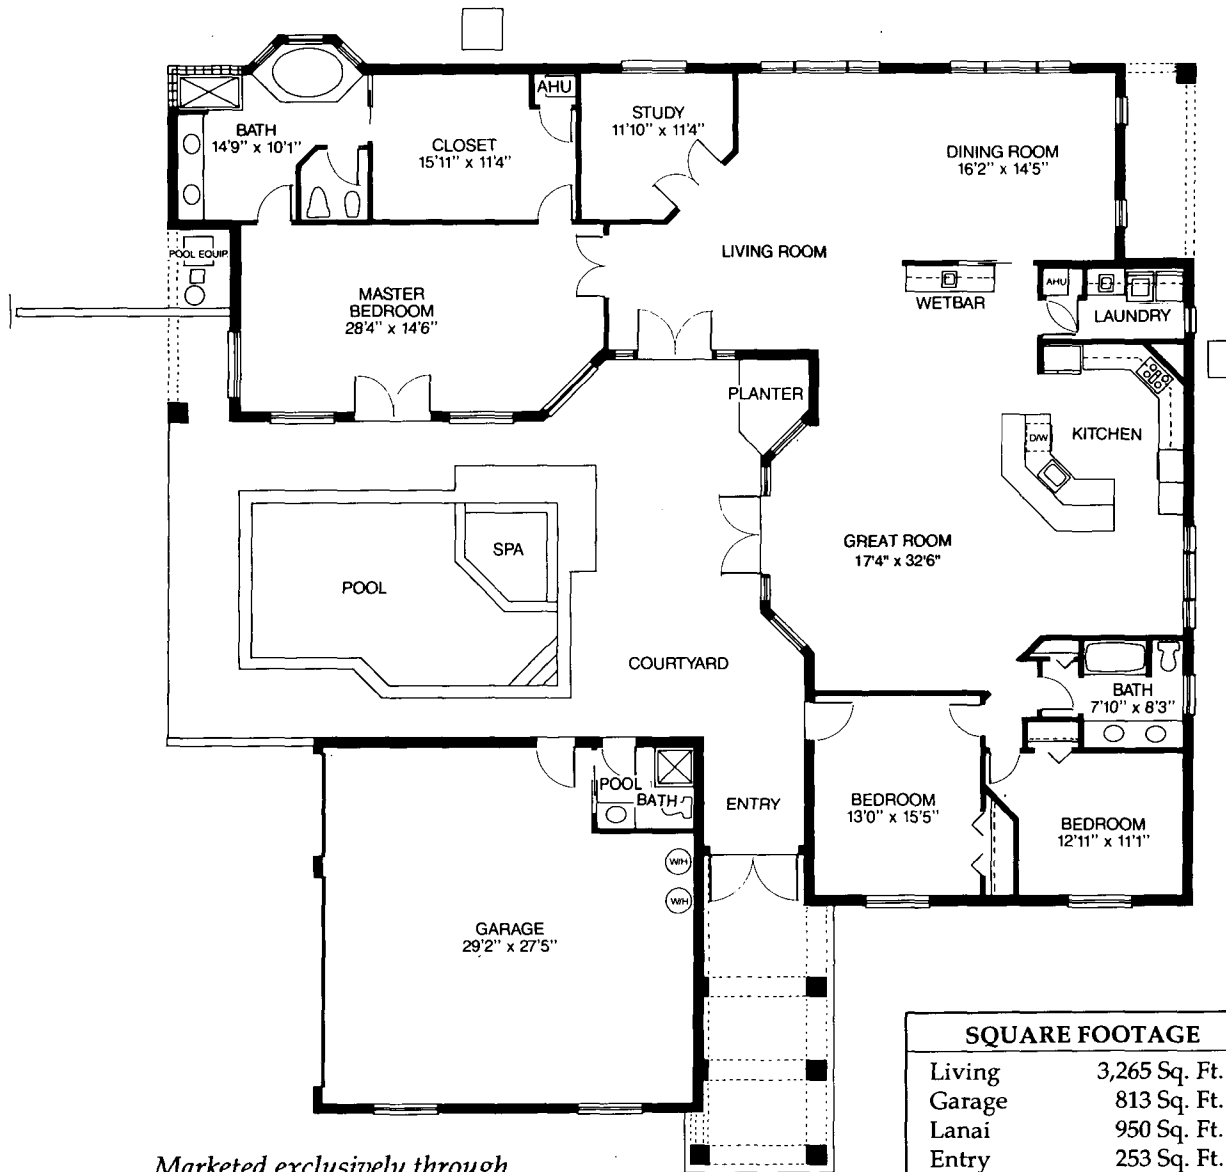 AHU
STUDY
11'10" x 11'4"
BATH
14'9" x 10'1"
CLOSET
15'11" x 11'4"
DINING ROOM
16'2" x 14'5"
POOL EQUIP.
LIVING ROOM
MASTER
BEDROOM
28'4" x 14'6"
WETBAR
AHU
LAUNDRY
PLANTER
D/W
KITCHEN
SPA
GREAT ROOM
17'4" x 32'6"
POOL
COURTYARD
BATH
7'10" x 8'3"
POOL
BATH
ENTRY
BEDROOM
13'0" x 15'5"
BEDROOM
12'11" x 11'1"
W/H
W/H
GARAGE
29'2" x 27'5"
SQUARE FOOTAGE
Living 3,265 Sq. Ft.
Garage 813 Sq. Ft.
Lanai 950 Sq. Ft.
Entry 253 Sq. Ft.
Marketed exclusively through